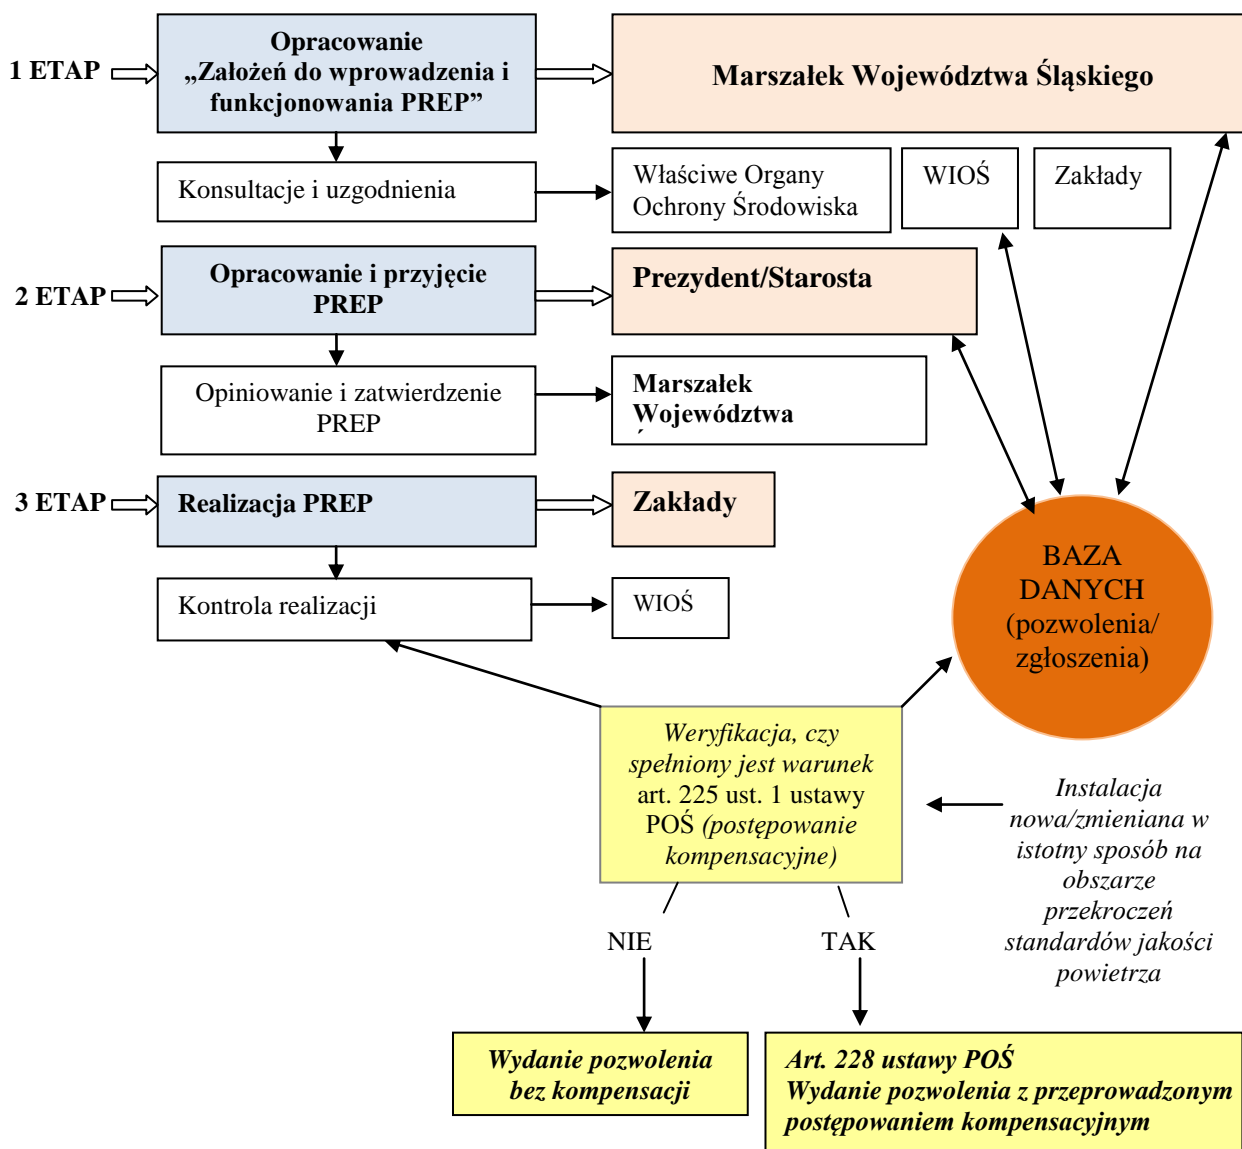 1 ETAP
Opracowanie
„Założeń do wprowadzenia i
funkcjonowania PREP”
Marszałek Województwa Śląskiego
Konsultacje i uzgodnienia
Właściwe Organy
Ochrony Środowiska
WIOŚ
Zakłady
2 ETAP
Opracowanie i przyjęcie
PREP
Prezydent/Starosta
Opiniowanie i zatwierdzenie
PREP
Marszałek
Województwa
3 ETAP
Realizacja PREP
Zakłady
Kontrola realizacji
WIOŚ
BAZA
DANYCH
(pozwolenia/
zgłoszenia)
Weryfikacja, czy
spełniony jest warunek
art. 225 ust. 1 ustawy
POŚ (postępowanie
kompensacyjne)
Instalacja
nowa/zmieniana w
istotny sposób na
obszarze
przekroczeń
standardów jakości
powietrza
NIE
TAK
Wydanie pozwolenia
bez kompensacji
Art. 228 ustawy POŚ
Wydanie pozwolenia z przeprowadzonym
postępowaniem kompensacyjnym